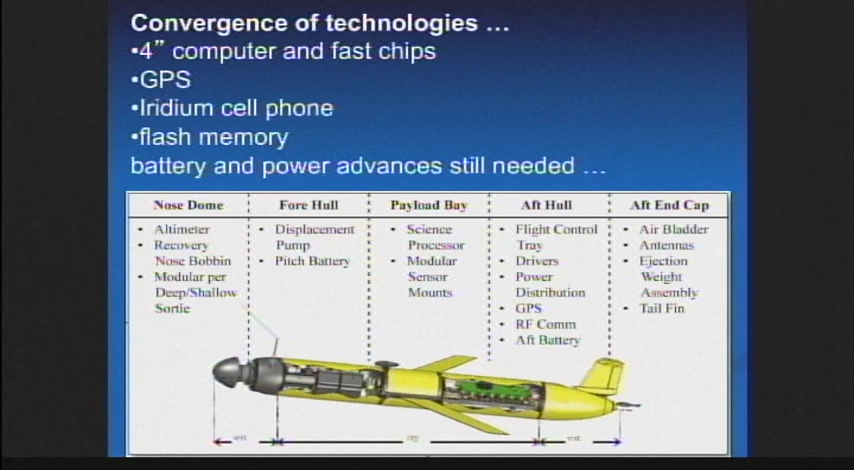 Convergence of technologies …
•4” computer and fast chips
•GPS
•Iridium cell phone
•flash memory
battery and power advances still needed …
Nose Dome
• Altimeter
• Recovery
Nose Bobbin
• Modular per
Deep/Shallow
Sortie
Fore Hull
• Displacement
Pump
• Pitch Battery
Payload Bay
• Science
Processor
• Modular
Sensor
Mounts
Aft Hull
• Flight Control
Tray
• Drivers
• Power
Distribution
• GPS
• RF Comm
• Aft Battery
Aft End Cap
• Air Bladder
• Antennas
• Ejection
Weight
Assembly
• Tail Fin
wet
dry
wet